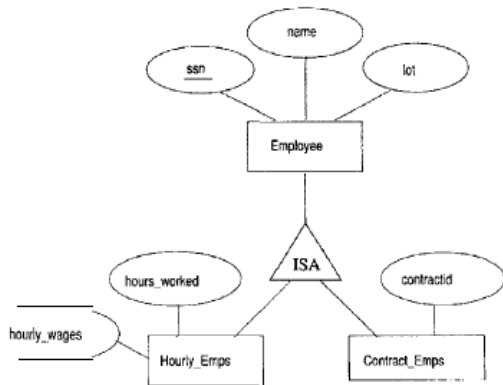 name
ssn
lot
Employee
ISA
hours_worked
contractid
hourly_wages
Hourly_Emps
Contract_Emps